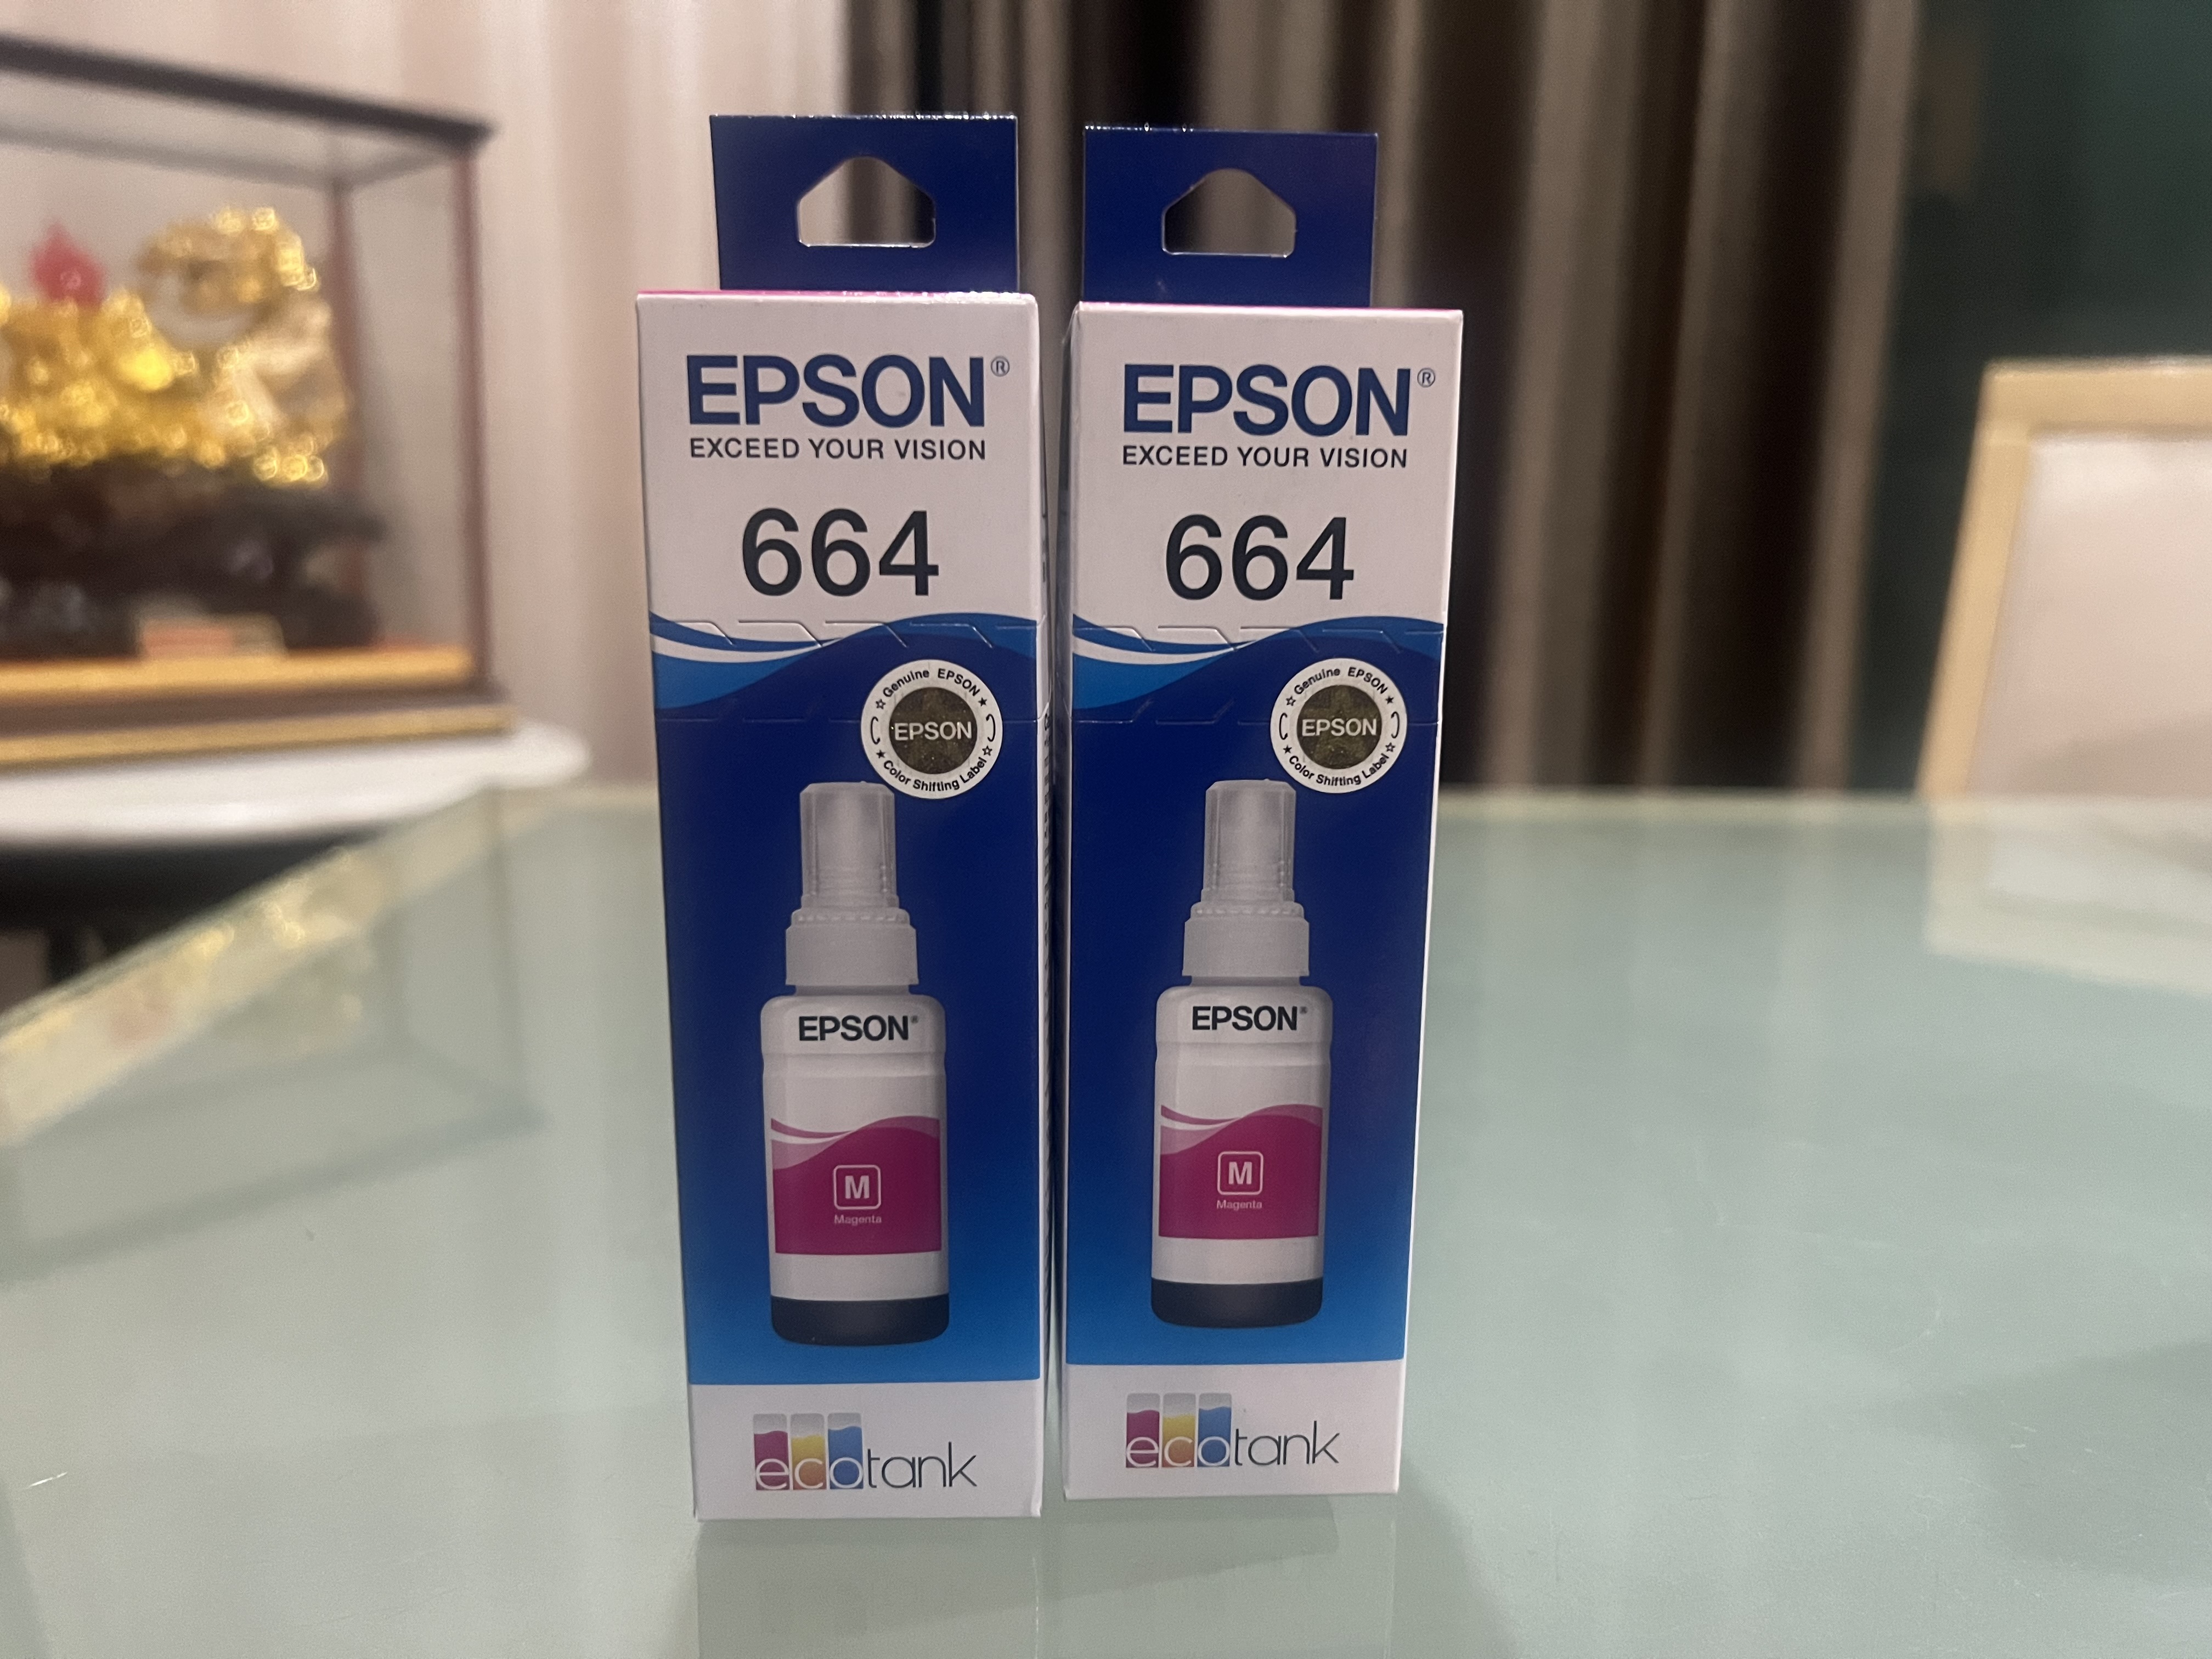 EPSON®
EXCEED YOUR VISION
664
Genuine EPSON
EPSON
Color Shifting Label
EPSON®
M
Magenta
ecotank
EPSON®
EXCEED YOUR VISION
664
Genuine EPSON
EPSON
Color Shifting Label
EPSON®
M
Magenta
ecotank